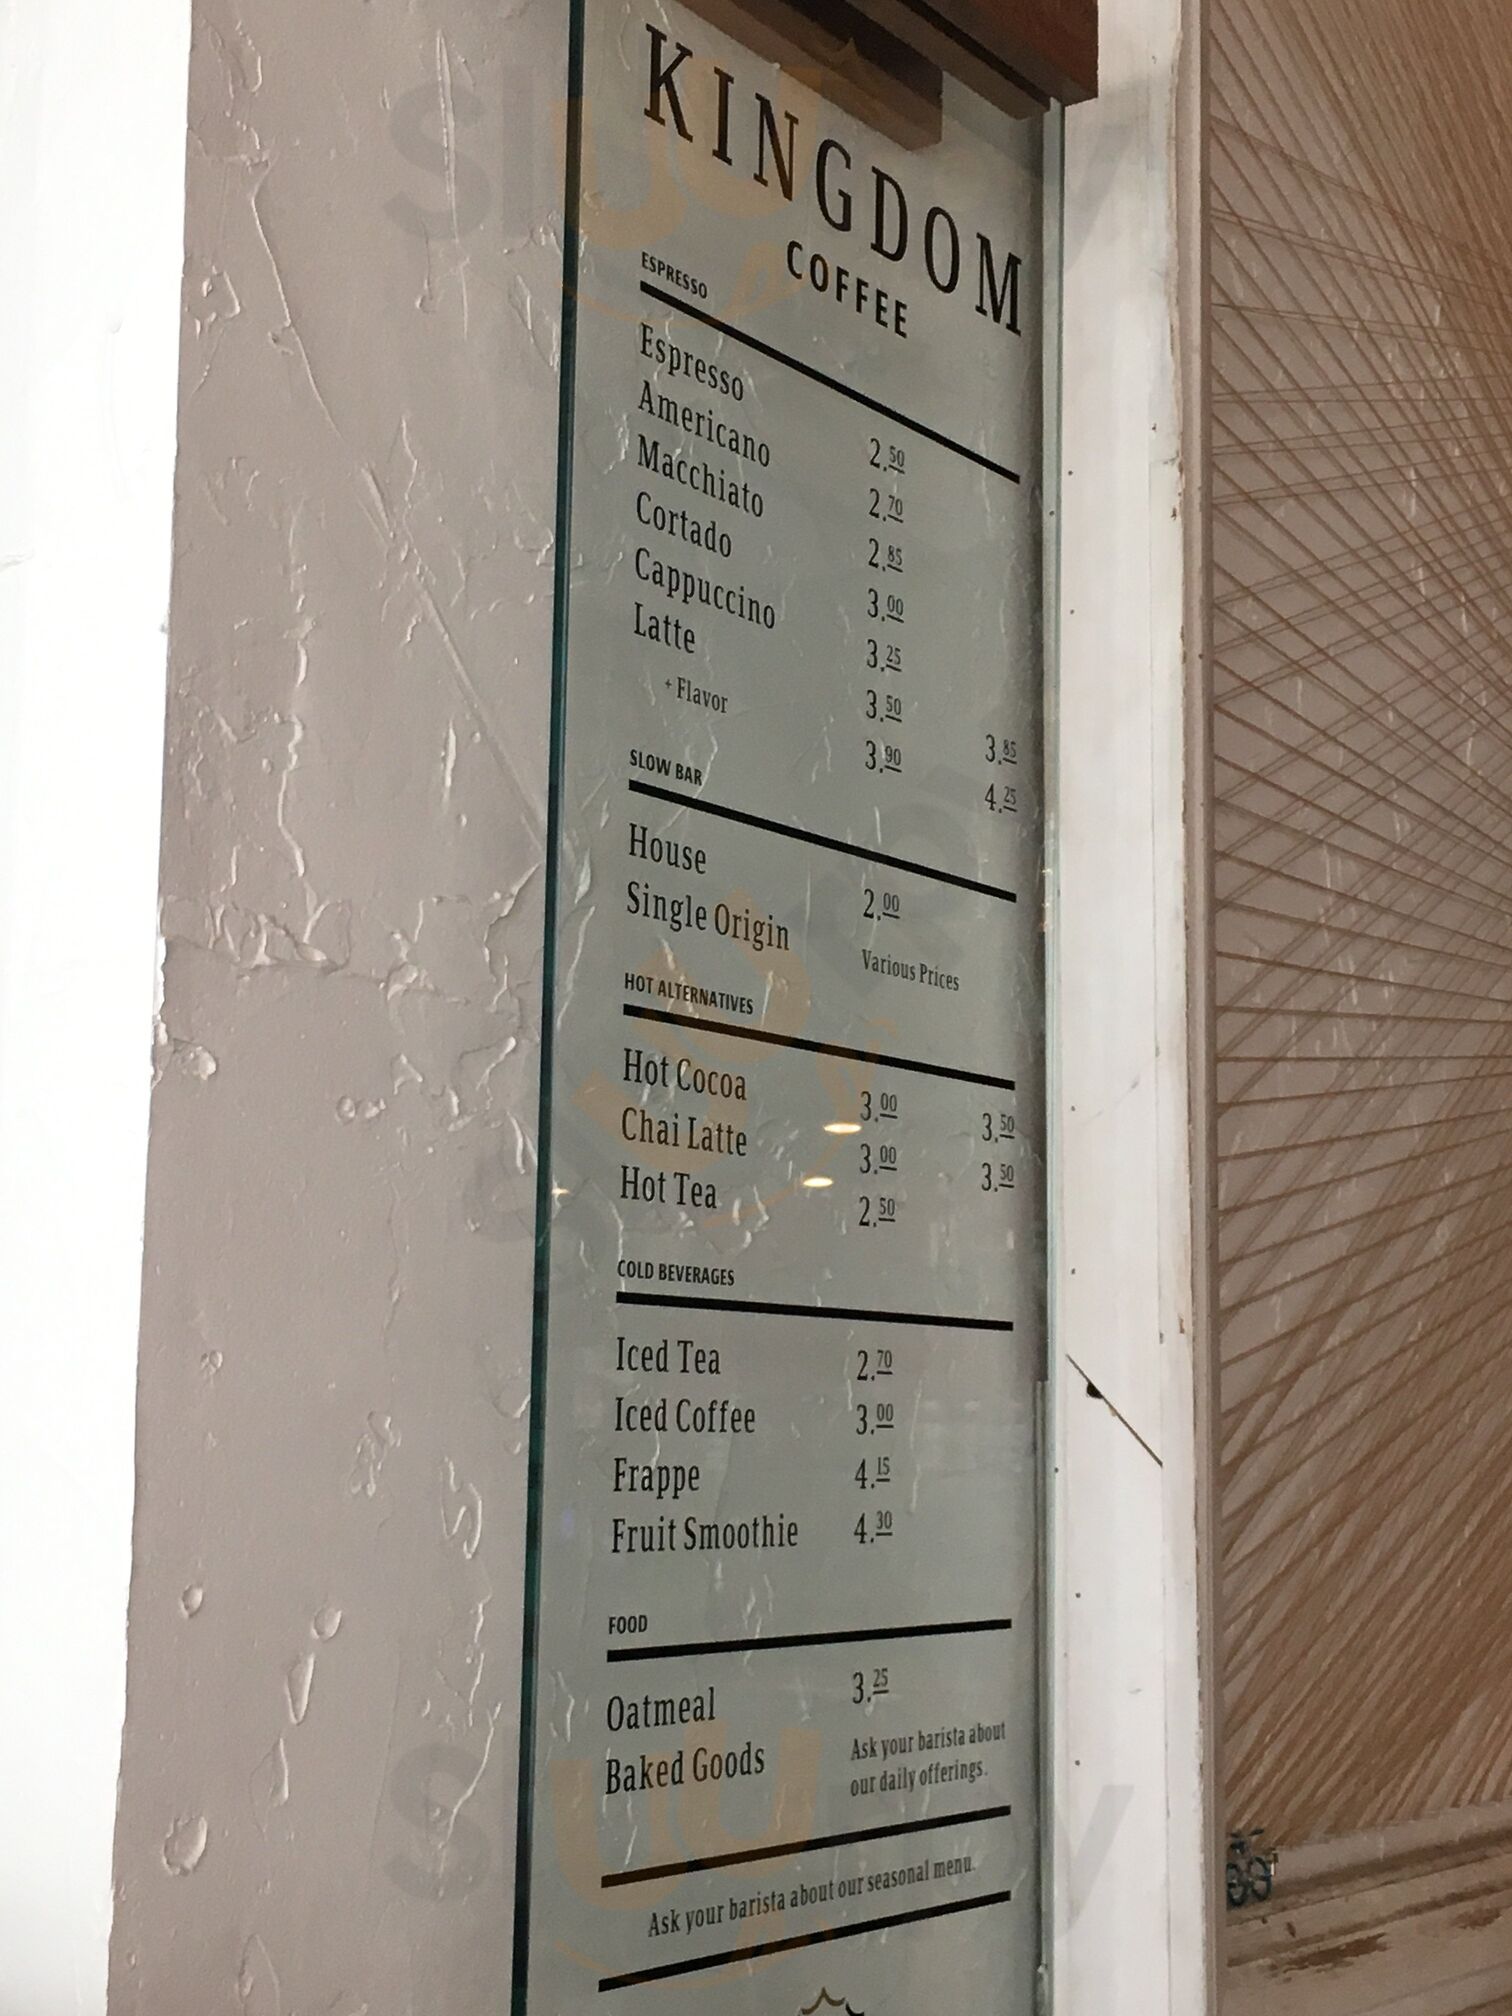 KINGDOM
COFFEE
ESPRESSO
Espresso 2.50
Americano 2.70
Macchiato 2.85
Cortado 3.00
Cappuccino 3.25
Latte 3.50 3.85
+ Flavor 3.90 4.25
SLOW BAR
House 2.00
Single Origin Various Prices
HOT ALTERNATIVES
Hot Cocoa 3.00 3.50
Chai Latte 3.00 3.50
Hot Tea 2.50
COLD BEVERAGES
Iced Tea 2.70
Iced Coffee 3.00
Frappe 4.15
Fruit Smoothie 4.30
FOOD
Oatmeal 3.25
Baked Goods Ask your barista about
our daily offerings.
Ask your barista about our seasonal menu.